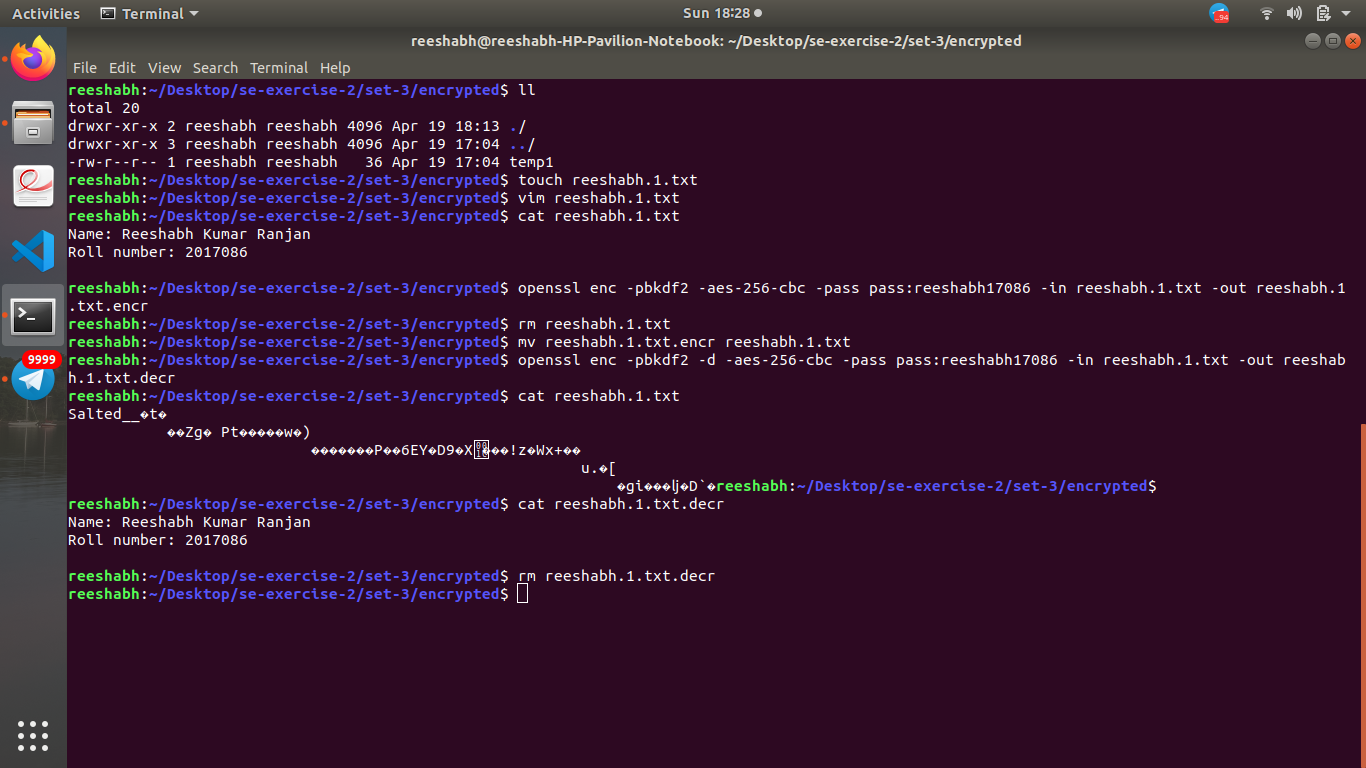 Activities Terminal Sun 18:28
.94
reeshabh@reeshabh-HP-Pavilion-Notebook: ~/Desktop/se-exercise-2/set-3/encrypted
File Edit View Search Terminal Help
reeshabh:~/Desktop/se-exercise-2/set-3/encrypted$ ll
total 20
drwxr-xr-x 2 reeshabh reeshabh 4096 Apr 19 18:13 ./
drwxr-xr-x 3 reeshabh reeshabh 4096 Apr 19 17:04 ../
-rw-r--r-- 1 reeshabh reeshabh   36 Apr 19 17:04 temp1
reeshabh:~/Desktop/se-exercise-2/set-3/encrypted$ touch reeshabh.1.txt
reeshabh:~/Desktop/se-exercise-2/set-3/encrypted$ vim reeshabh.1.txt
reeshabh:~/Desktop/se-exercise-2/set-3/encrypted$ cat reeshabh.1.txt
Name: Reeshabh Kumar Ranjan
Roll number: 2017086
reeshabh:~/Desktop/se-exercise-2/set-3/encrypted$ openssl enc -pbkdf2 -aes-256-cbc -pass pass:reeshabh17086 -in reeshabh.1.txt -out reeshabh.1
.txt.encr
reeshabh:~/Desktop/se-exercise-2/set-3/encrypted$ rm reeshabh.1.txt
reeshabh:~/Desktop/se-exercise-2/set-3/encrypted$ mv reeshabh.1.txt.encr reeshabh.1.txt
reeshabh:~/Desktop/se-exercise-2/set-3/encrypted$ openssl enc -pbkdf2 -d -aes-256-cbc -pass pass:reeshabh17086 -in reeshabh.1.txt -out reeshab
h.1.txt.decr
9999
reeshabh:~/Desktop/se-exercise-2/set-3/encrypted$ cat reeshabh.1.txt
Salted__�t�
��Zg� Pt�����w�)
�������P��6EY�D9�X���!z�Wx+��
u.�[
�gi���lj�D`�reeshabh:~/Desktop/se-exercise-2/set-3/encrypted$
reeshabh:~/Desktop/se-exercise-2/set-3/encrypted$ cat reeshabh.1.txt.decr
Name: Reeshabh Kumar Ranjan
Roll number: 2017086
reeshabh:~/Desktop/se-exercise-2/set-3/encrypted$ rm reeshabh.1.txt.decr
reeshabh:~/Desktop/se-exercise-2/set-3/encrypted$